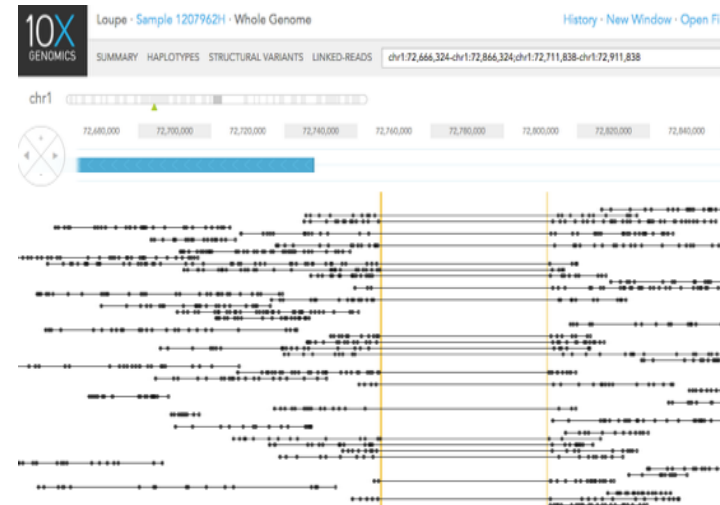 10X
GENOMICS
Loupe · Sample 1207962H · Whole Genome
History · New Window · Open Fi
SUMMARY HAPLOTYPES STRUCTURAL VARIANTS LINKED-READS chr1:72,666,324-chr1:72,866,324;chr1:72,711,838-chr1:72,911,838
chr1
72,680,000 72,700,000 72,720,000 72,740,000 72,760,000 72,780,000 72,800,000 72,820,000 72,840,000